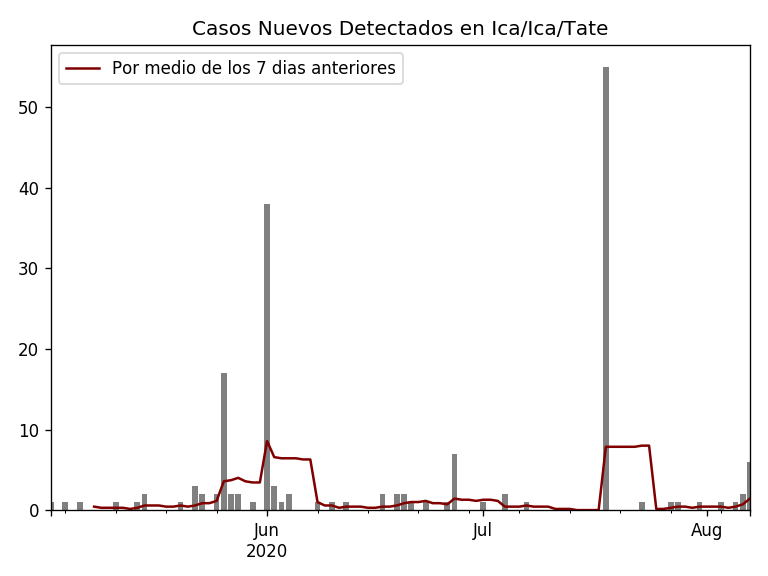 Casos Nuevos Detectados en Ica/Ica/Tate
Por medio de los 7 dias anteriores
50
40
30
20
10
0
Jun
2020
Jul
Aug